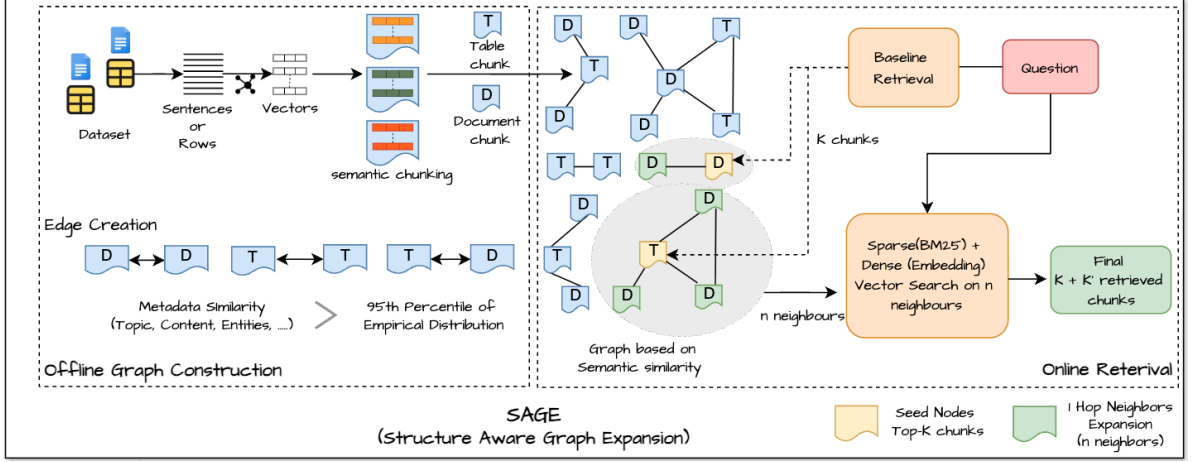 Dataset
Sentences
or
Rows
Vectors
semantic chunking
T
Table
chunk
D
Document
chunk
Edge Creation
D
D
T
T
T
D
Metadata Similarity
(Topic, Content, Entities, .....)
>
95th Percentile of
Empirical Distribution
Offline Graph Construction
D
T
D
D
T
D
D
T
T
T
D
D
D
T
D
D
T
D
D
Graph based on
Semantic similarity
Baseline
Retrieval
Question
K chunks
n neighbours
Sparse(BM25) +
Dense (Embedding)
Vector Search on n
neighbours
Final
K + K' retrieved
chunks
Online Reterival
SAGE
(Structure Aware Graph Expansion)
Seed Nodes
Top-K chunks
1 Hop Neighbors
Expansion
(n neighbors)